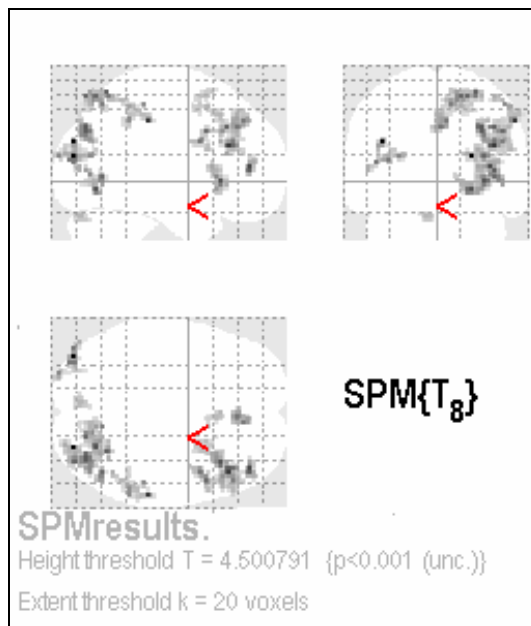 SPM{T₈}
SPMresults.
Height threshold T = 4.500791 {p<0.001 (unc.)}
Extent threshold k = 20 voxels